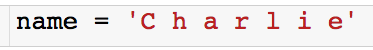 name = 'C h a r l i e'